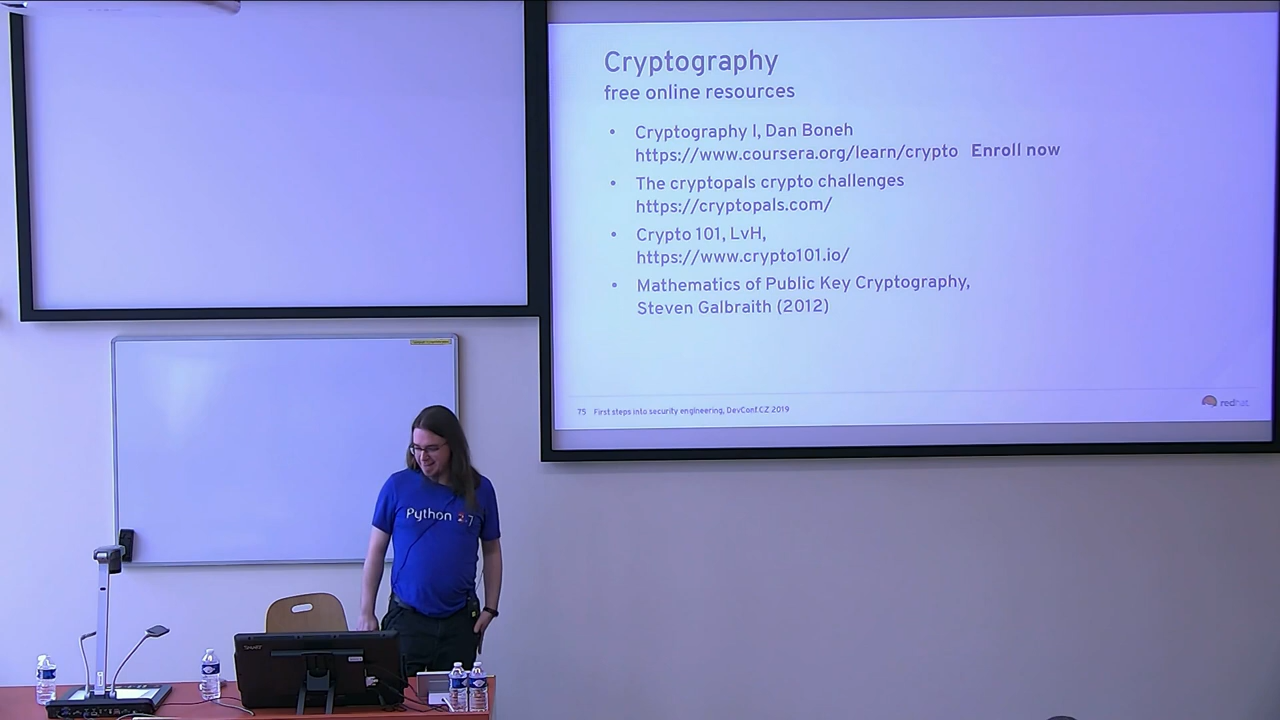 Cryptography
free online resources
• Cryptography I, Dan Boneh
https://www.coursera.org/learn/crypto Enroll now
• The cryptopals crypto challenges
https://cryptopals.com/
• Crypto 101, LvH,
https://www.crypto101.io/
• Mathematics of Public Key Cryptography,
Steven Galbraith (2012)
75 First steps into security engineering, DevConf.CZ 2019
redhat.
Python 2.7